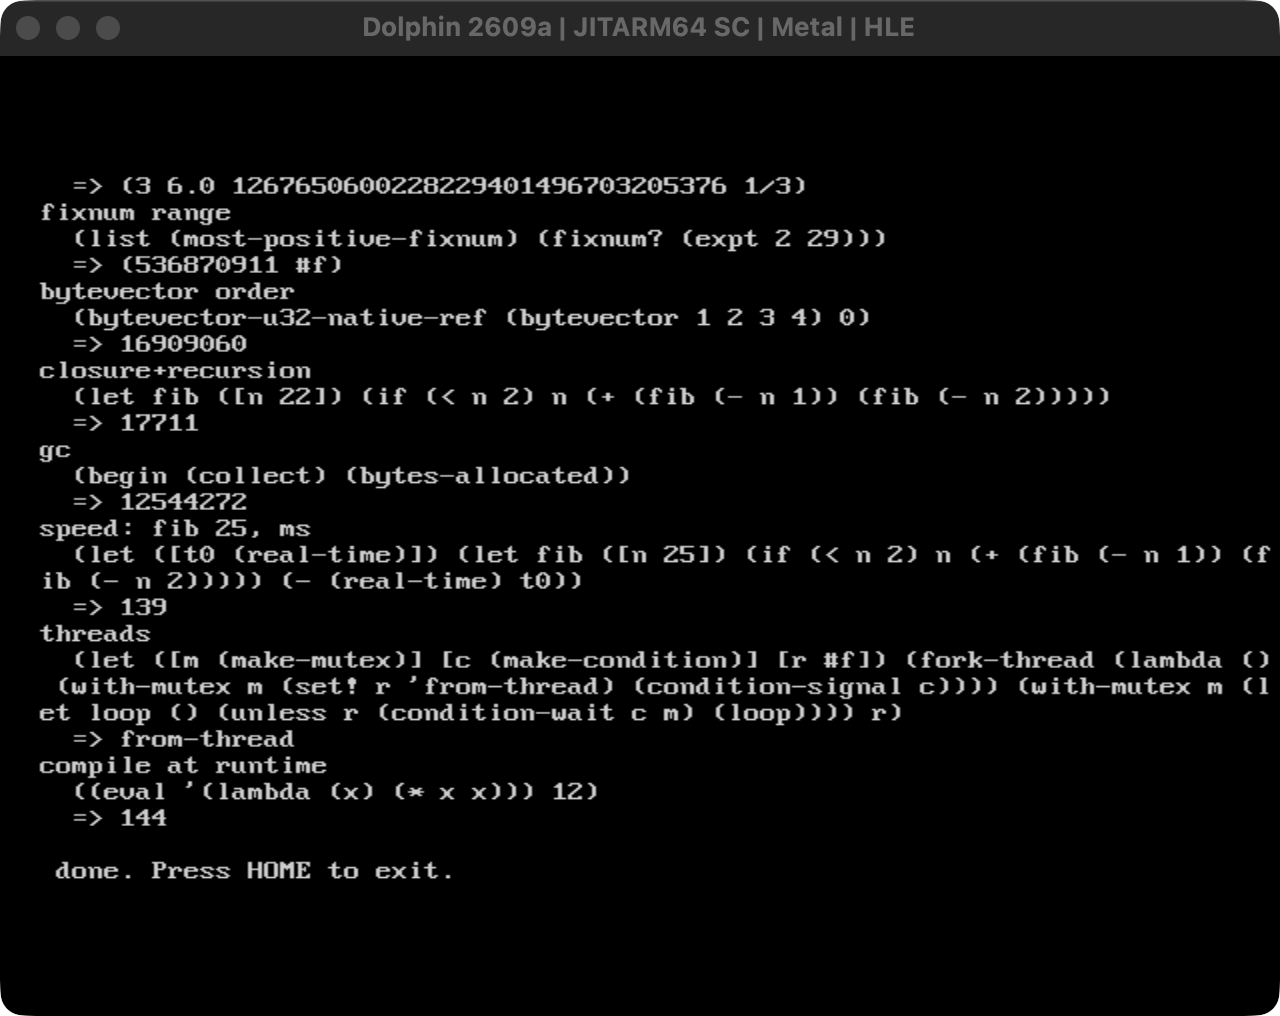 Dolphin 2609a | JITARM64 SC | Metal | HLE
=> (3 6.0 1267650600228229401496703205376 1/3)
fixnum range
(list (most-positive-fixnum) (fixnum? (expt 2 29)))
=> (536870911 #f)
bytevector order
(bytevector-u32-native-ref (bytevector 1 2 3 4) 0)
=> 16909060
closure+recursion
(let fib ([n 22]) (if (< n 2) n (+ (fib (- n 1)) (fib (- n 2)))))
=> 17711
gc
(begin (collect) (bytes-allocated))
=> 12544272
speed: fib 25, ms
(let ([t0 (real-time)]) (let fib ([n 25]) (if (< n 2) n (+ (fib (- n 1)) (f
ib (- n 2))))) (- (real-time) t0))
=> 139
threads
(let ([m (make-mutex)] [c (make-condition)] [r #f]) (fork-thread (lambda ()
(with-mutex m (set! r 'from-thread) (condition-signal c)))) (with-mutex m (l
et loop () (unless r (condition-wait c m) (loop)))) r)
=> from-thread
compile at runtime
((eval '(lambda (x) (* x x))) 12)
=> 144
done. Press HOME to exit.